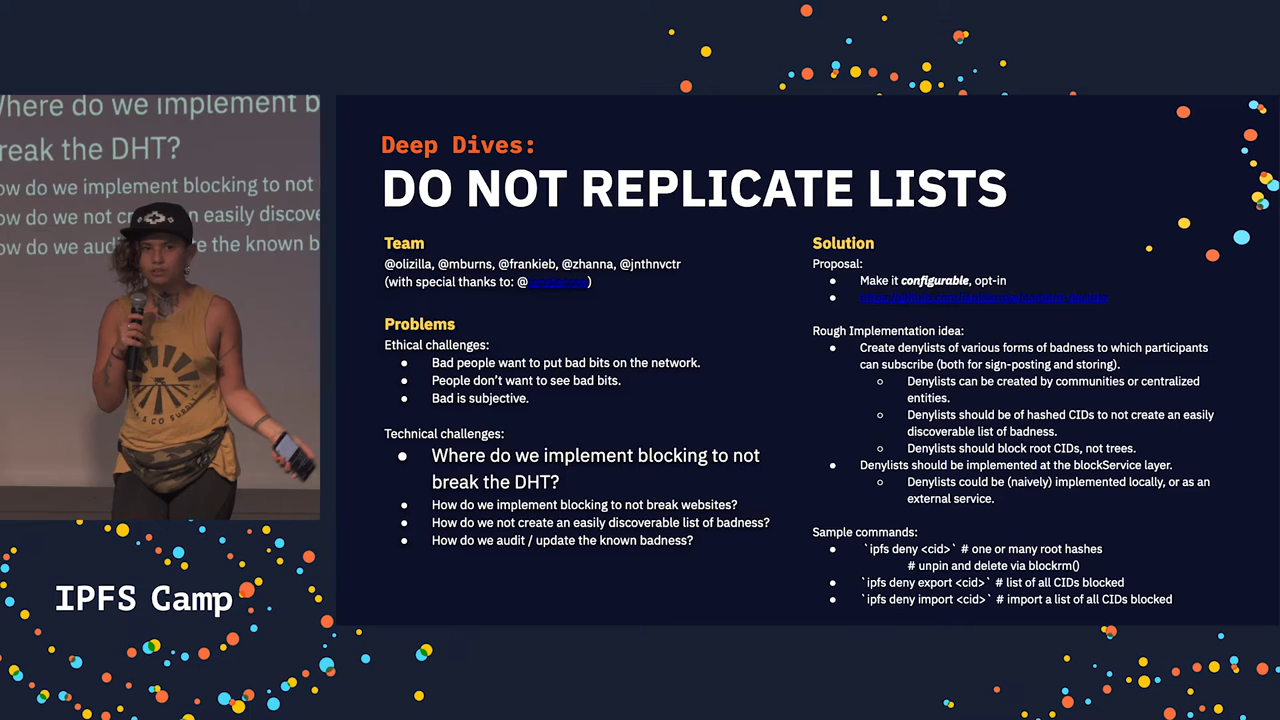 Where do we implement b
reak the DHT?
ow do we implement blocking to not
ow do we not cr n easily discove
ow do we audi re the known b
& CO SUPPL
IPFS Camp
Deep Dives:
DO NOT REPLICATE LISTS
Team
@olizilla, @mburns, @frankieb, @zhanna, @jnthnvctr
(with special thanks to: @ )
Problems
Ethical challenges:
● Bad people want to put bad bits on the network.
● People don't want to see bad bits.
● Bad is subjective.
Technical challenges:
● Where do we implement blocking to not
break the DHT?
● How do we implement blocking to not break websites?
● How do we not create an easily discoverable list of badness?
● How do we audit / update the known badness?
Solution
Proposal:
● Make it configurable, opt-in
Rough Implementation idea:
● Create denylists of various forms of badness to which participants
can subscribe (both for sign-posting and storing).
○ Denylists can be created by communities or centralized
entities.
○ Denylists should be of hashed CIDs to not create an easily
discoverable list of badness.
○ Denylists should block root CIDs, not trees.
● Denylists should be implemented at the blockService layer.
○ Denylists could be (naively) implemented locally, or as an
external service.
Sample commands:
● `ipfs deny <cid>` # one or many root hashes
# unpin and delete via blockrm()
● `ipfs deny export <cid>` # list of all CIDs blocked
● `ipfs deny import <cid>` # import a list of all CIDs blocked